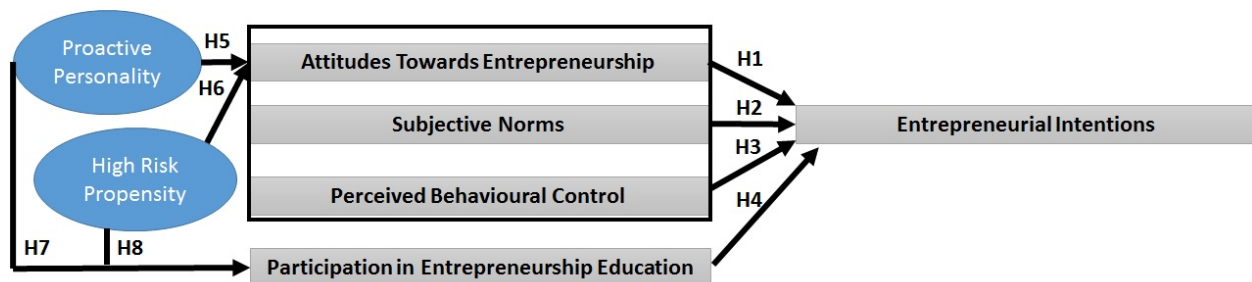 Proactive
Personality
H5
Attitudes Towards Entrepreneurship
H1
H6
Subjective Norms
H2
Entrepreneurial Intentions
High Risk
Propensity
H3
Perceived Behavioural Control
H4
H7
H8
Participation in Entrepreneurship Education